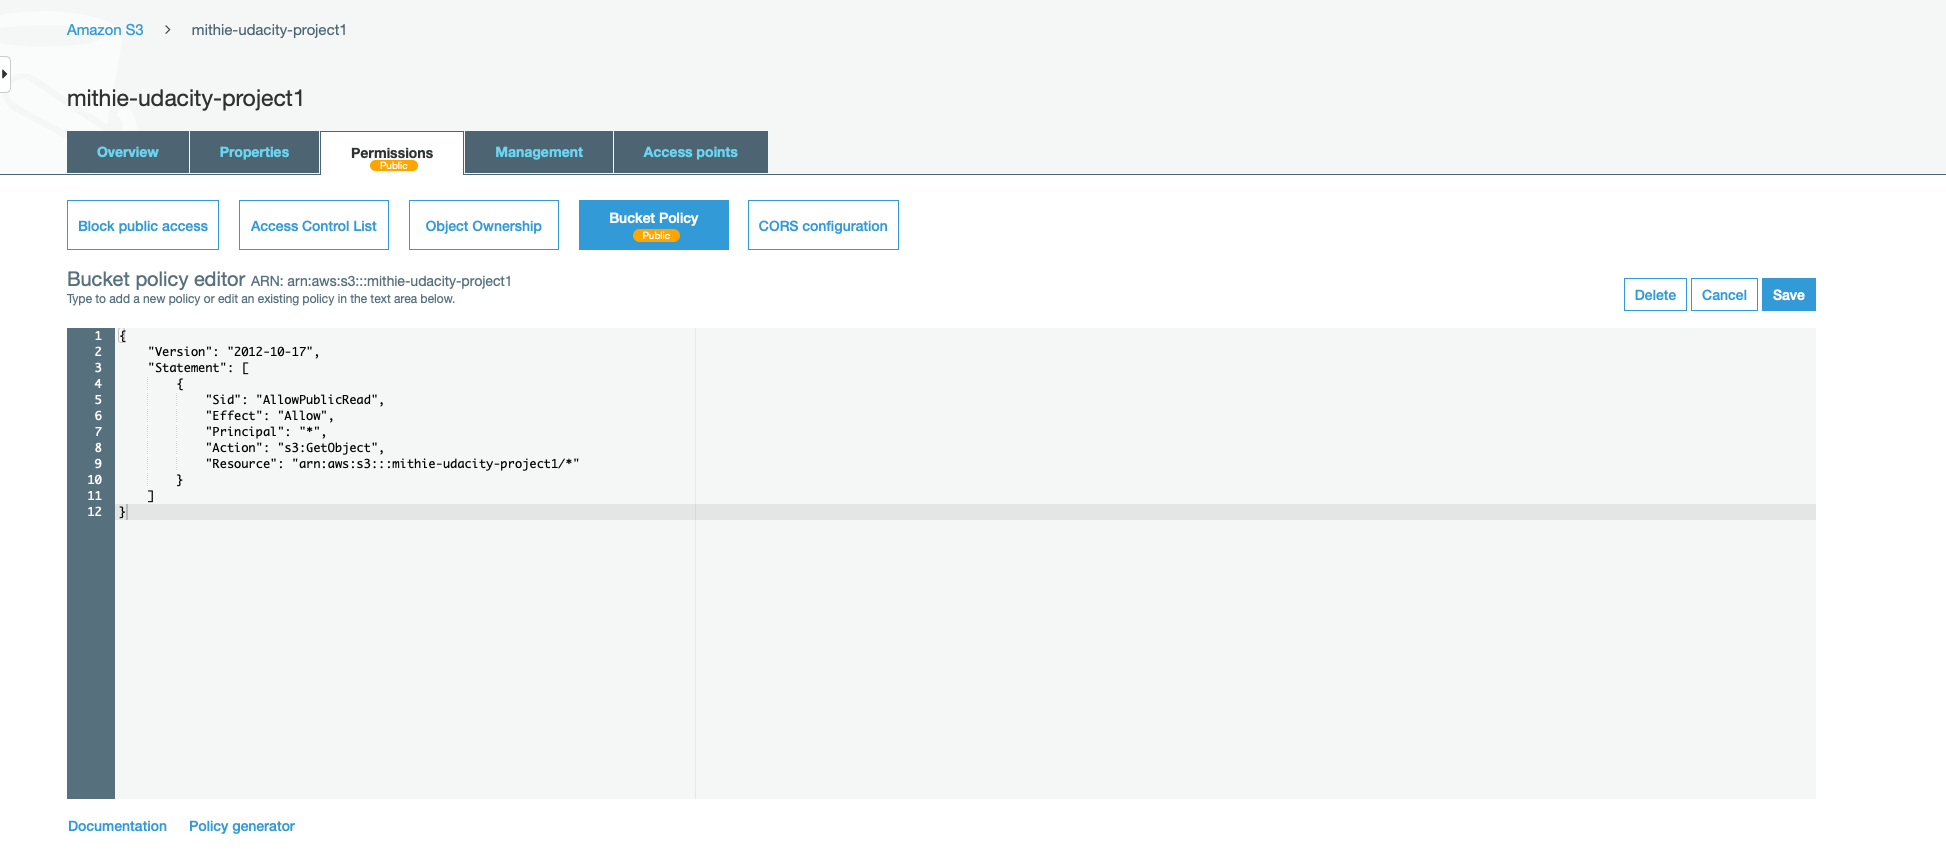 Amazon S3 > mithie-udacity-project1
mithie-udacity-project1
Overview Properties Permissions Management Access points
Public
Block public access Access Control List Object Ownership Bucket Policy CORS configuration
Public
Bucket policy editor ARN: arn:aws:s3:::mithie-udacity-project1
Type to add a new policy or edit an existing policy in the text area below.
Delete Cancel Save
1 {
2 "Version": "2012-10-17",
3 "Statement": [
4 {
5 "Sid": "AllowPublicRead",
6 "Effect": "Allow",
7 "Principal": "*",
8 "Action": "s3:GetObject",
9 "Resource": "arn:aws:s3:::mithie-udacity-project1/*"
10 }
11 ]
12 }
Documentation Policy generator